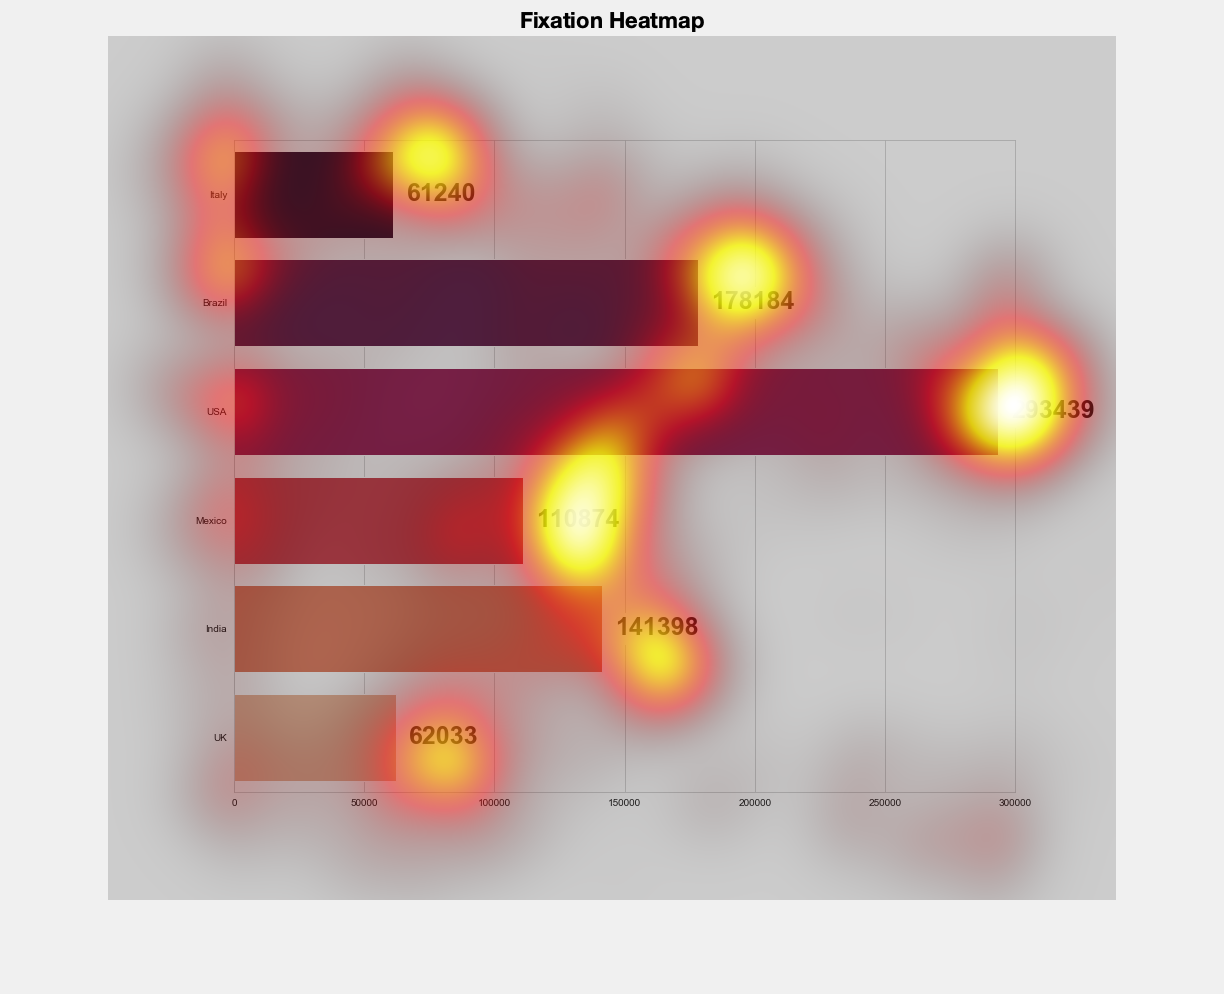 Fixation Heatmap
Italy 61240
Brazil 178184
USA 293439
Mexico 110874
India 141398
UK 62033
0 50000 100000 150000 200000 250000 300000